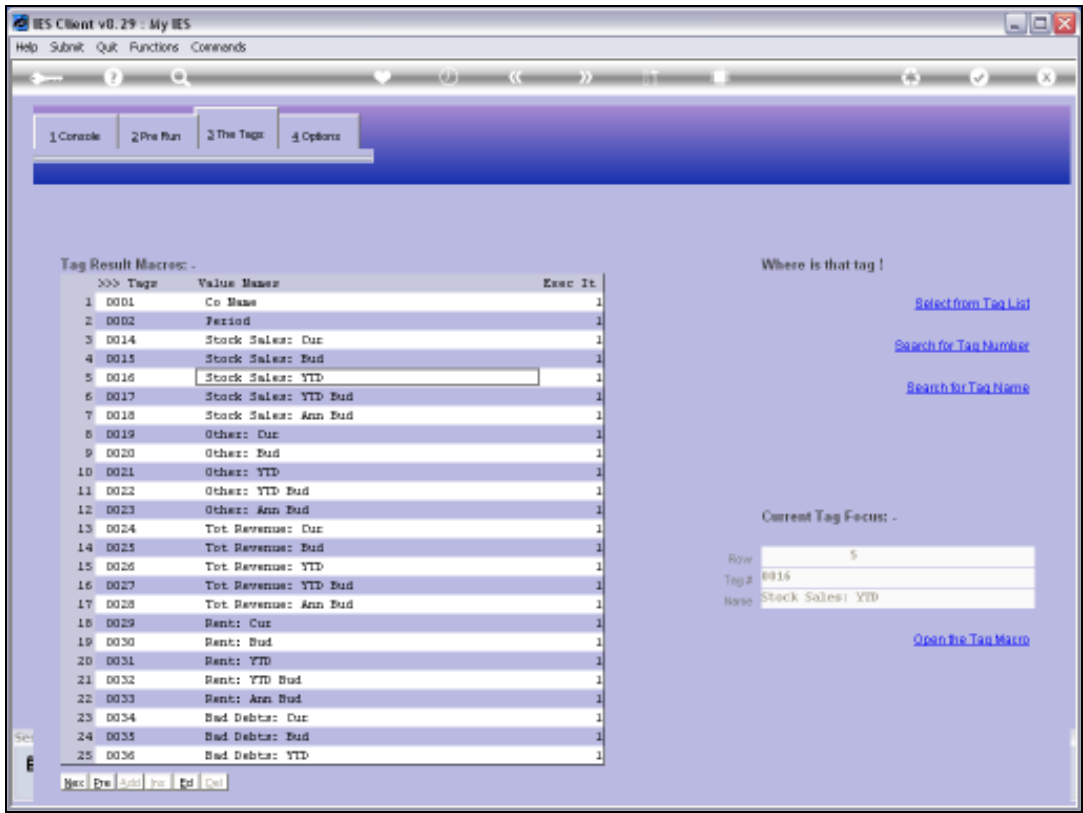 IES Client v8.29 : My IES
Help Submit Quit Functions Commands
1 Console 2 Pre Run 3 The Tags 4 Options
Tag Result Macros: -
>>> Tags Value Names Exec It
1 0001 Co Name 1
2 0002 Period 1
3 0014 Stock Sales: Cur 1
4 0015 Stock Sales: Bud 1
5 0016 Stock Sales: YTD 1
6 0017 Stock Sales: YTD Bud 1
7 0018 Stock Sales: Ann Bud 1
8 0019 Other: Cur 1
9 0020 Other: Bud 1
10 0021 Other: YTD 1
11 0022 Other: YTD Bud 1
12 0023 Other: Ann Bud 1
13 0024 Tot Revenue: Cur 1
14 0025 Tot Revenue: Bud 1
15 0026 Tot Revenue: YTD 1
16 0027 Tot Revenue: YTD Bud 1
17 0028 Tot Revenue: Ann Bud 1
18 0029 Rent: Cur 1
19 0030 Rent: Bud 1
20 0031 Rent: YTD 1
21 0032 Rent: YTD Bud 1
22 0033 Rent: Ann Bud 1
23 0034 Bad Debts: Cur 1
24 0035 Bad Debts: Bud 1
25 0036 Bad Debts: YTD 1
Nex Pre Add Ins Ed Del
Where is that tag !
Select from Tag List
Search for Tag Number
Search for Tag Name
Current Tag Focus: -
Row 5
Tag # 0016
Name Stock Sales: YTD
Open the Tag Macro